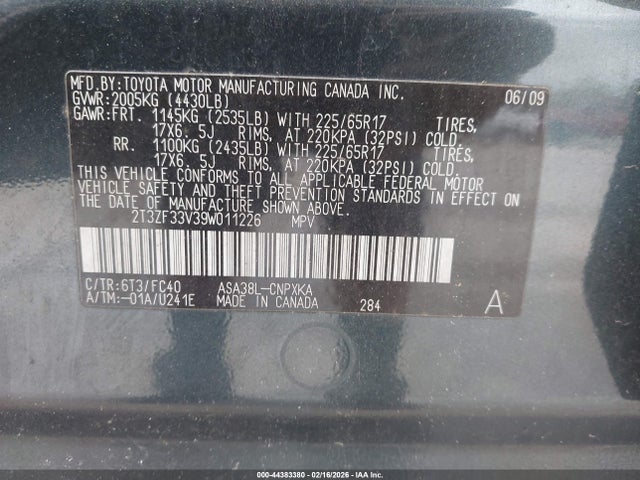 MFD.BY:TOYOTA MOTOR MANUFACTURING CANADA INC. 06/09
GVWR:2005KG (4430LB)
GAWR:FRT. 1145KG (2535LB) WITH 225/65R17 TIRES,
17X6. 5J RIMS, AT 220KPA (32PSI) COLD.
RR. 1100KG (2435LB) WITH 225/65R17 TIRES,
17X6. 5J RIMS, AT 220KPA (32PSI) COLD.
THIS VEHICLE CONFORMS TO ALL APPLICABLE FEDERAL MOTOR
VEHICLE SAFETY AND THEFT PREVENTION STANDARDS IN EFFECT ON
THE DATE OF MANUFACTURE SHOWN ABOVE.
2T3ZF33V39W011226 MPV
C/TR:6T3/FC40 ASA38L-CNPXKA
A/TM:-01A/U241E MADE IN CANADA 284 A
000-44383380 - 02/16/2026 - IAA Inc.